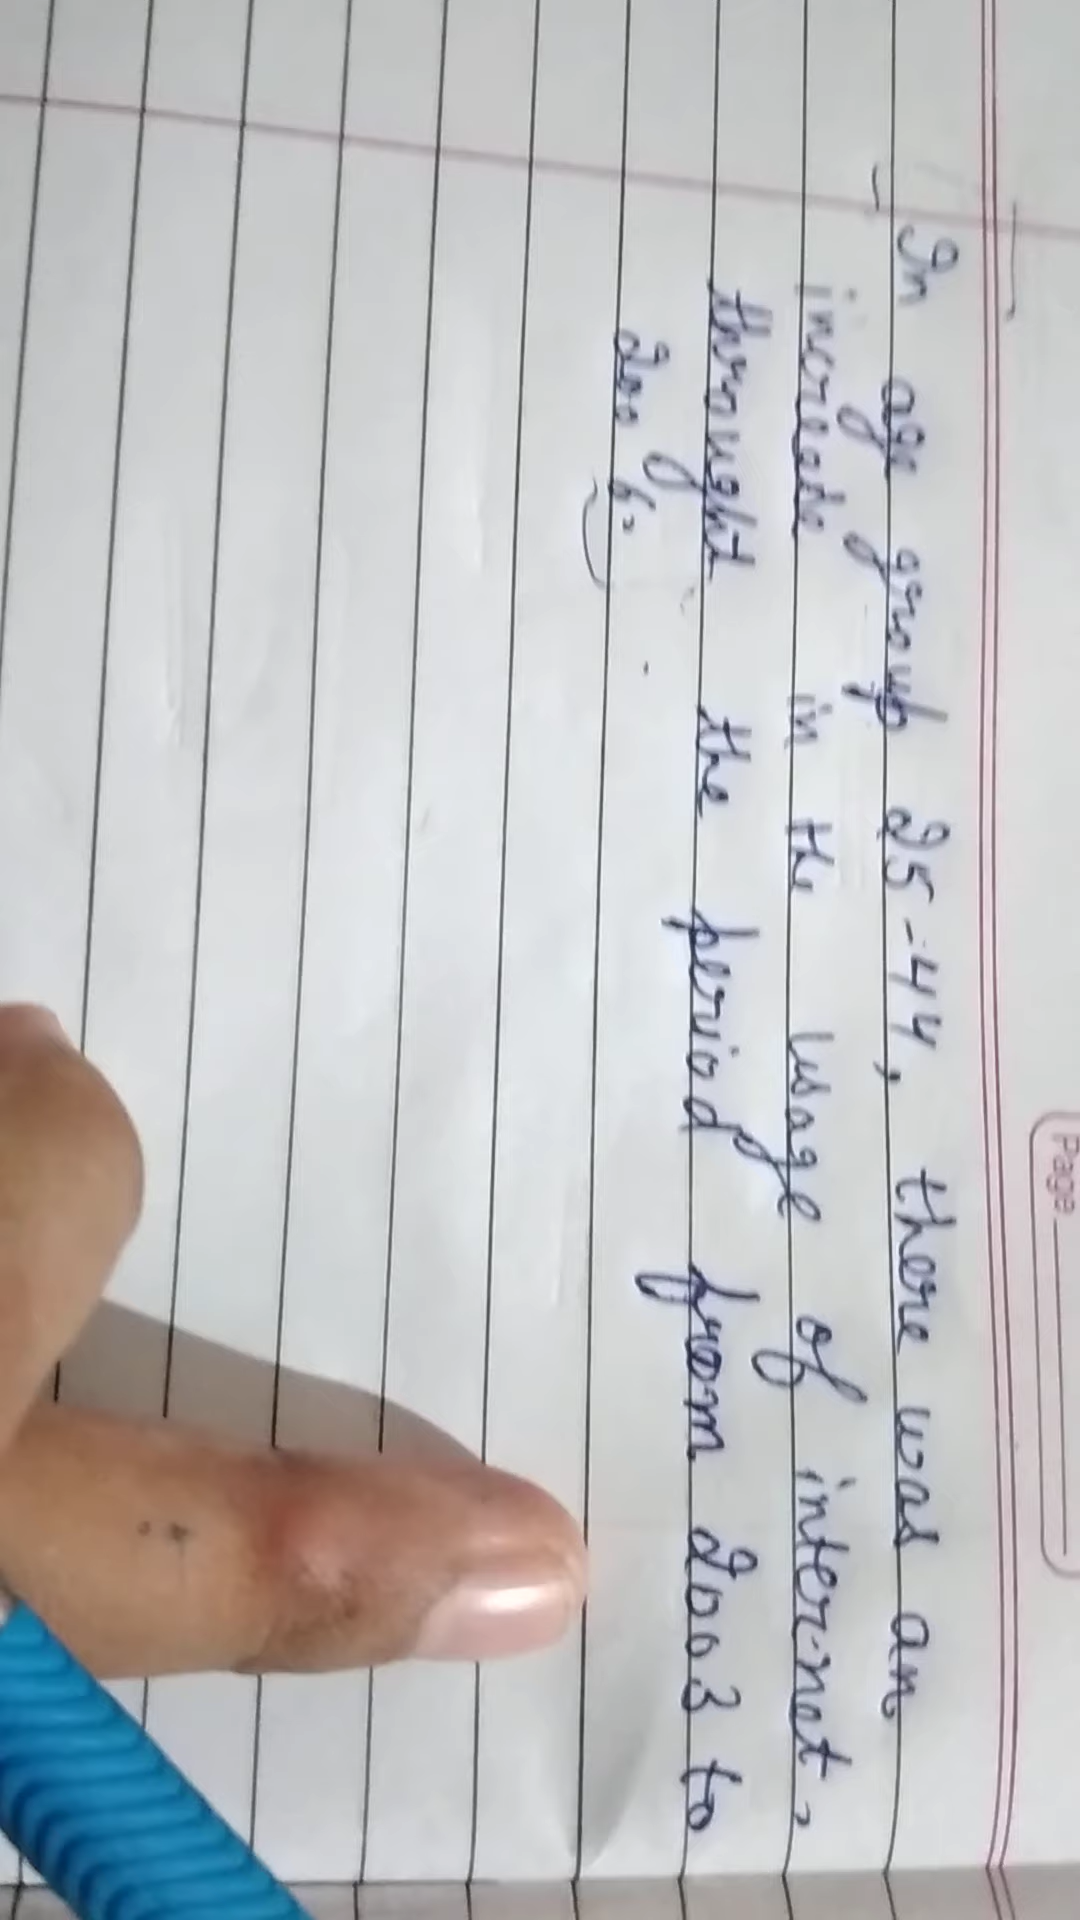 Page
In age group 25-44, there was an
increase in the usage of internet,
throught the period from 2003 to
2006.